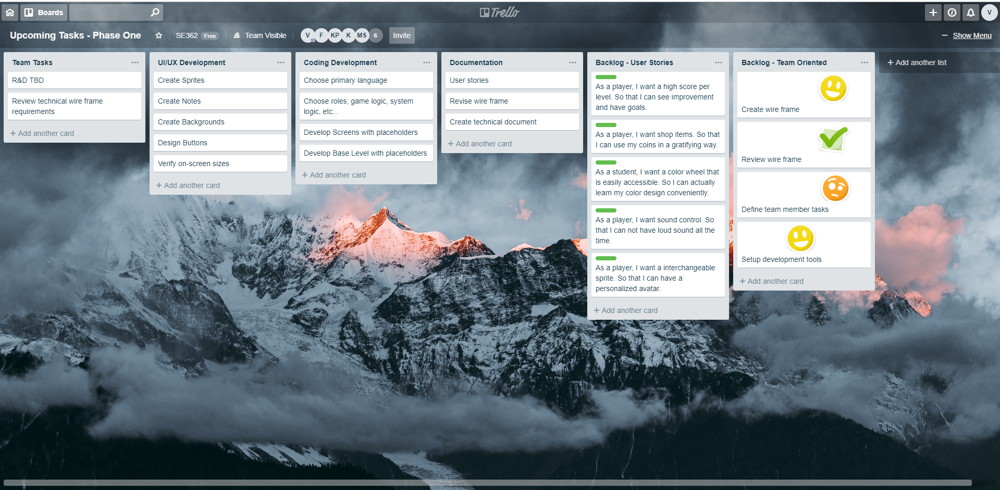 Boards
Trello
V
Upcoming Tasks - Phase One
SE362 Free
Team Visible
V F KP K MS 6
Invite
··· Show Menu
Team Tasks ···
R&D TBD
Review technical wire frame
requirements
+ Add another card
UI/UX Development ···
Create Sprites
Create Notes
Create Backgrounds
Design Buttons
Verify on-screen sizes
+ Add another card
Coding Development ···
Choose primary language
Choose roles; game logic, system
logic, etc...
Develop Screens with placeholders
Develop Base Level with placeholders
+ Add another card
Documentation ···
User stories
Revise wire frame
Create technical document
+ Add another card
Backlog - User Stories ···
As a player, I want a high score per
level. So that I can see improvement
and have goals.
As a player, I want shop items. So that
I can use my coins in a gratifying way.
As a student, I want a color wheel that
is easily accessible. So I can actually
learn my color design conveniently.
As a player, I want sound control. So
that I can not have loud sound all the
time.
As a player, I want a interchangeable
sprite. So that I can have a
personalized avatar.
+ Add another card
Backlog - Team Oriented ···
Create wire frame
Review wire frame
Define team member tasks
Setup development tools
+ Add another card
+ Add another list